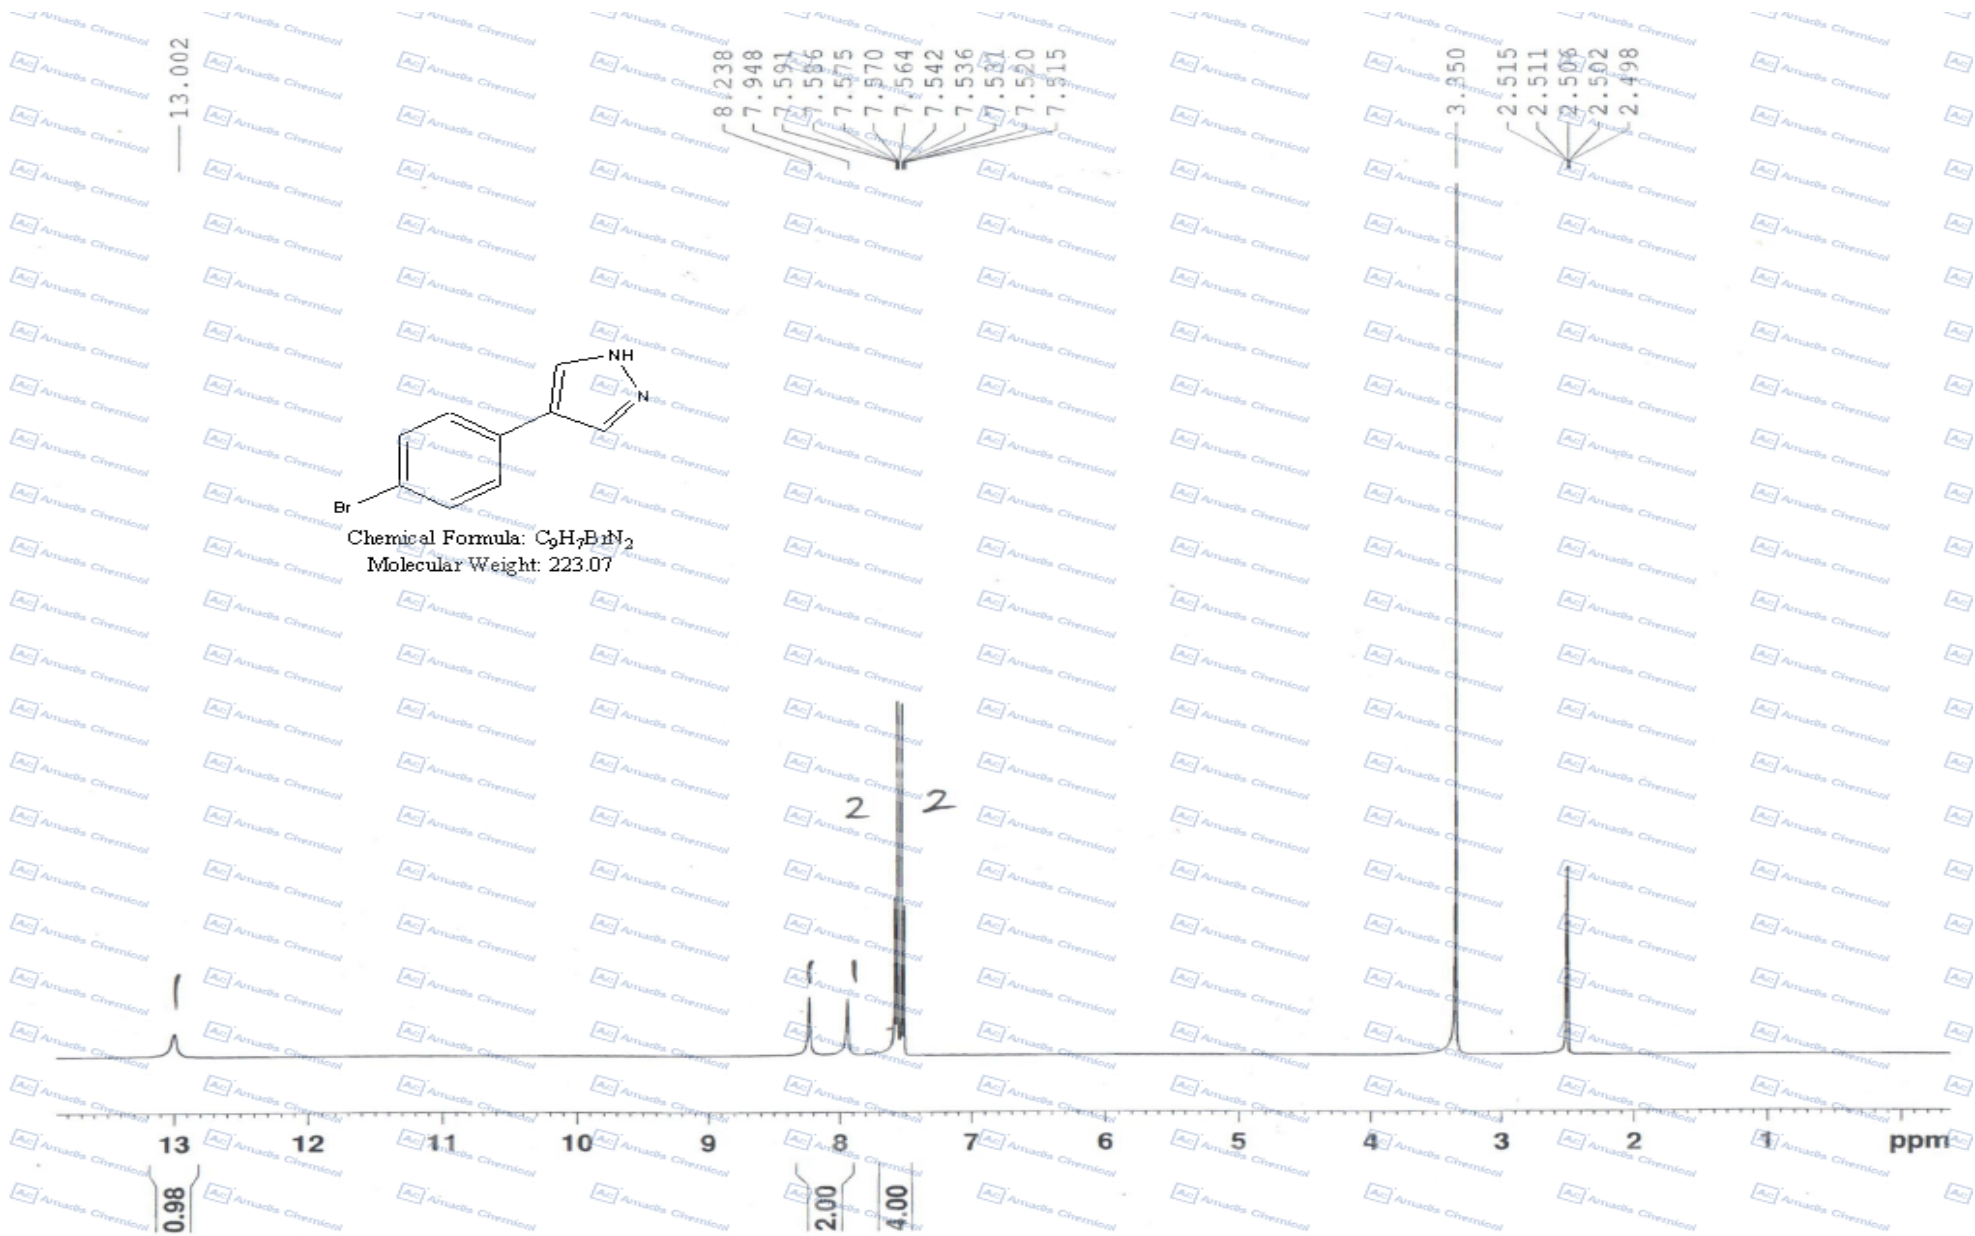 13.002
8.238
7.948
7.591
7.586
7.575
7.570
7.564
7.542
7.536
7.531
7.520
7.515
3.350
2.515
2.511
2.506
2.502
2.498
NH
N
Br
Chemical Formula: C₉H₇BrN₂
Molecular Weight: 223.07
2 2
1 1 1
13 12 11 10 9 8 7 6 5 4 3 2 1 ppm
0.98 2.00 4.00
AC Amadis Chemical